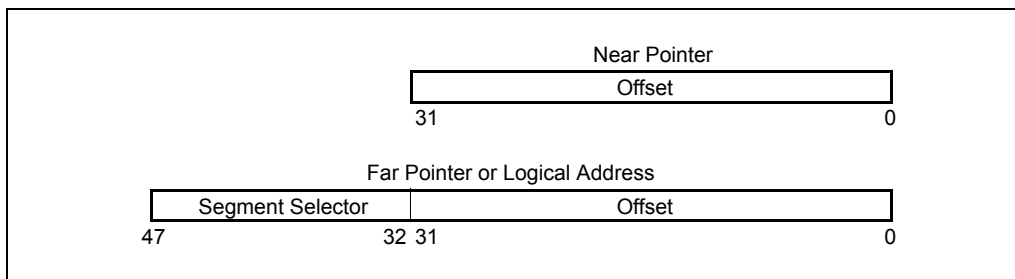 Near Pointer
Offset
31 0
Far Pointer or Logical Address
Segment Selector Offset
47 32 31 0